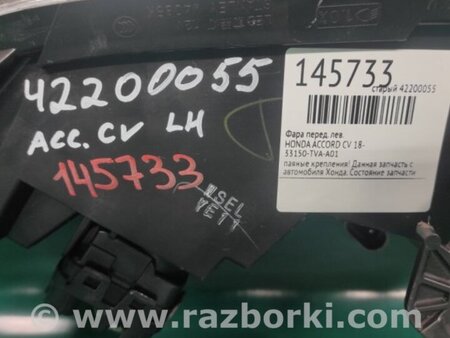 42200055
ACC. CV LH
145733
145733
старый 42200055
Фара перед. лев.
HONDA ACCORD CV 18-
33150-TVA-A01
паяные крепления! Данная запчасть с
автомобиля Хонда. Состояние запчасти
www.razborki.com